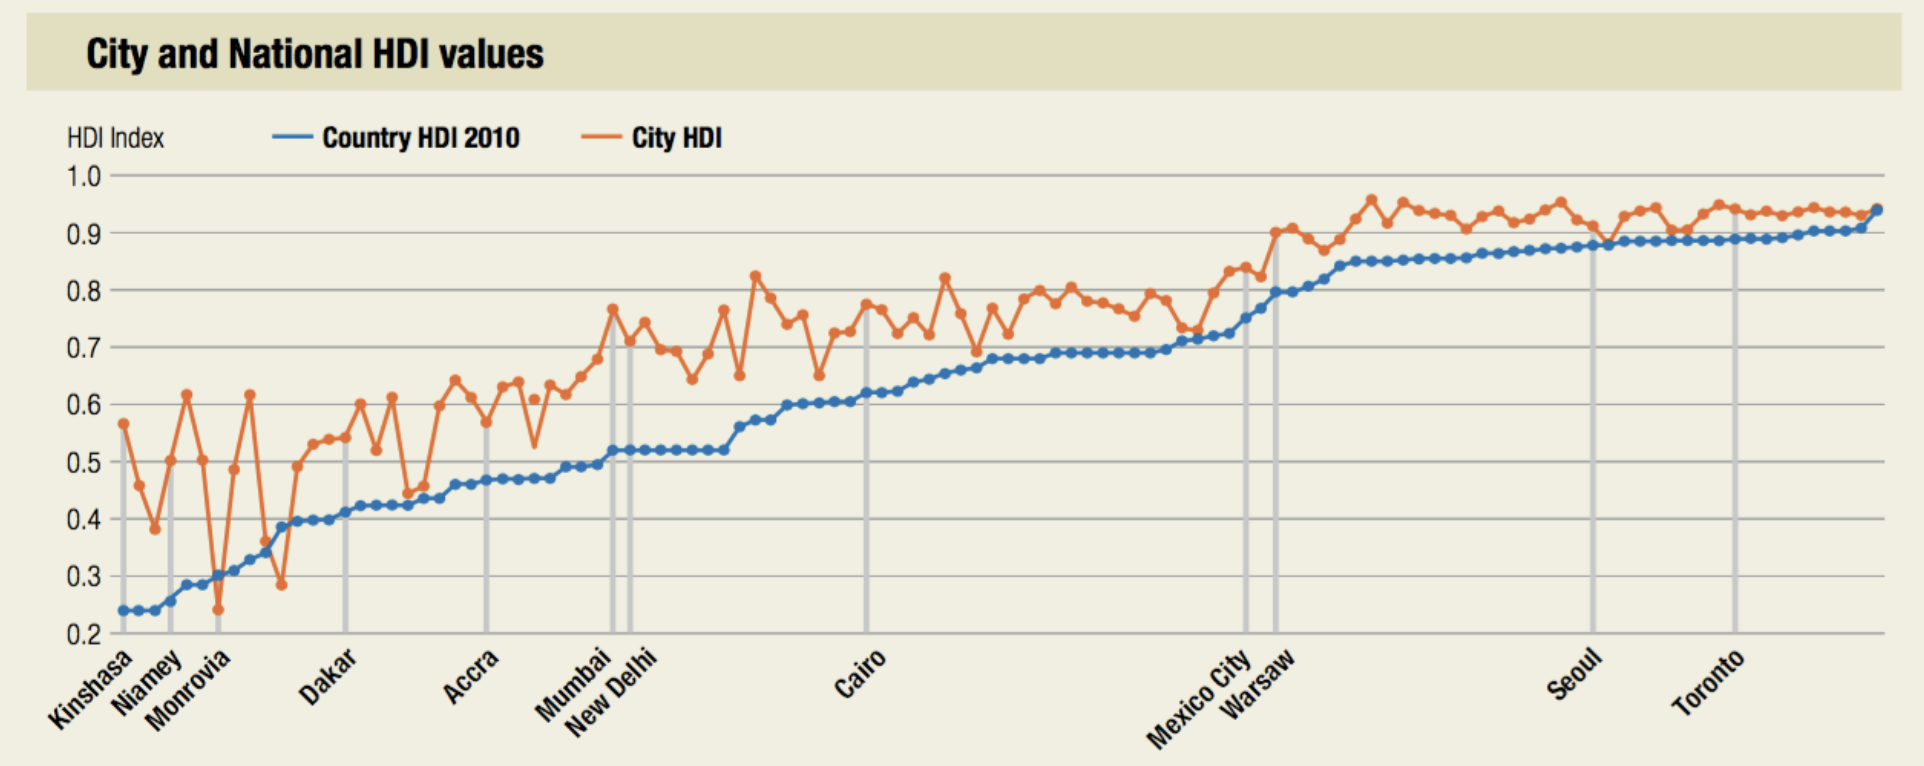 City and National HDI values
HDI Index
Country HDI 2010
City HDI
1.0
0.9
0.8
0.7
0.6
0.5
0.4
0.3
0.2
Kinshasa
Niamey
Monrovia
Dakar
Accra
Mumbai
New Delhi
Cairo
Mexico City
Warsaw
Seoul
Toronto